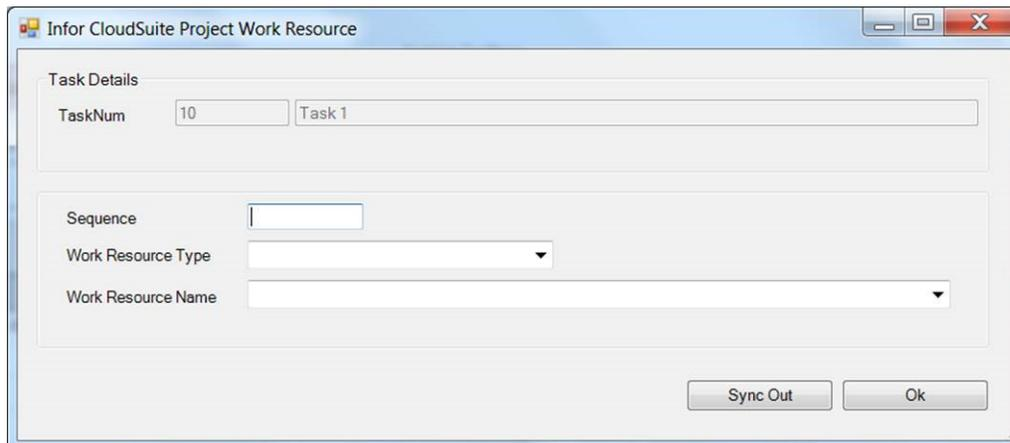 Infor CloudSuite Project Work Resource
Task Details
TaskNum 10 Task 1
Sequence
Work Resource Type
Work Resource Name
Sync Out Ok